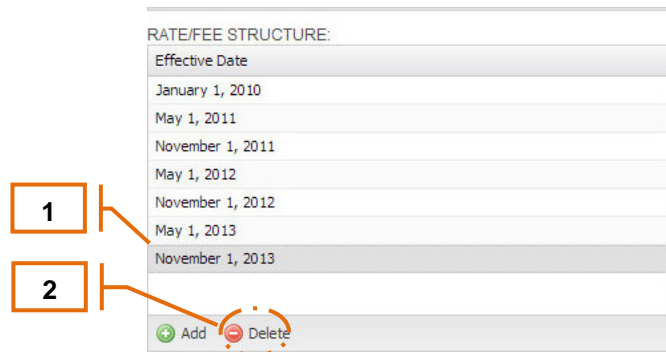 RATE/FEE STRUCTURE:
Effective Date
January 1, 2010
May 1, 2011
November 1, 2011
May 1, 2012
November 1, 2012
1
May 1, 2013
November 1, 2013
2
Add Delete